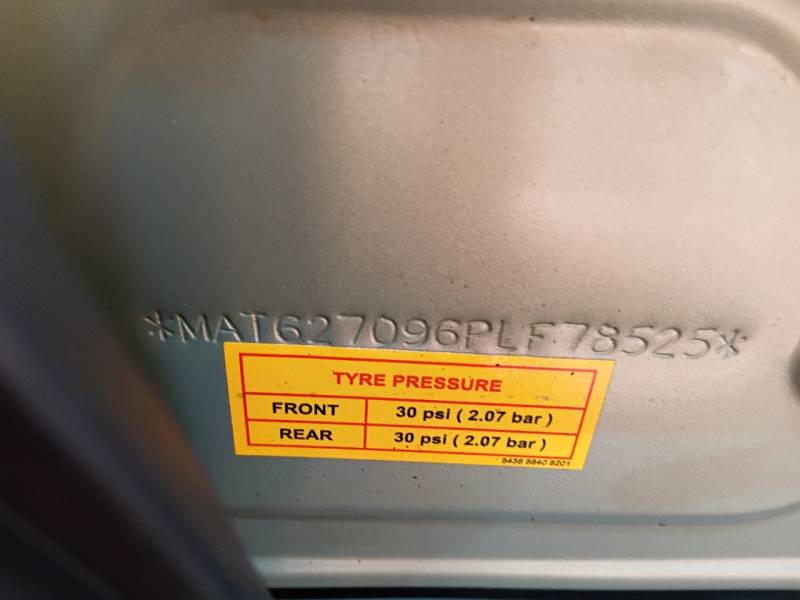 *MAT627096PLF78525*
TYRE PRESSURE
FRONT 30 psi ( 2.07 bar )
REAR 30 psi ( 2.07 bar )
5438 5840 8201